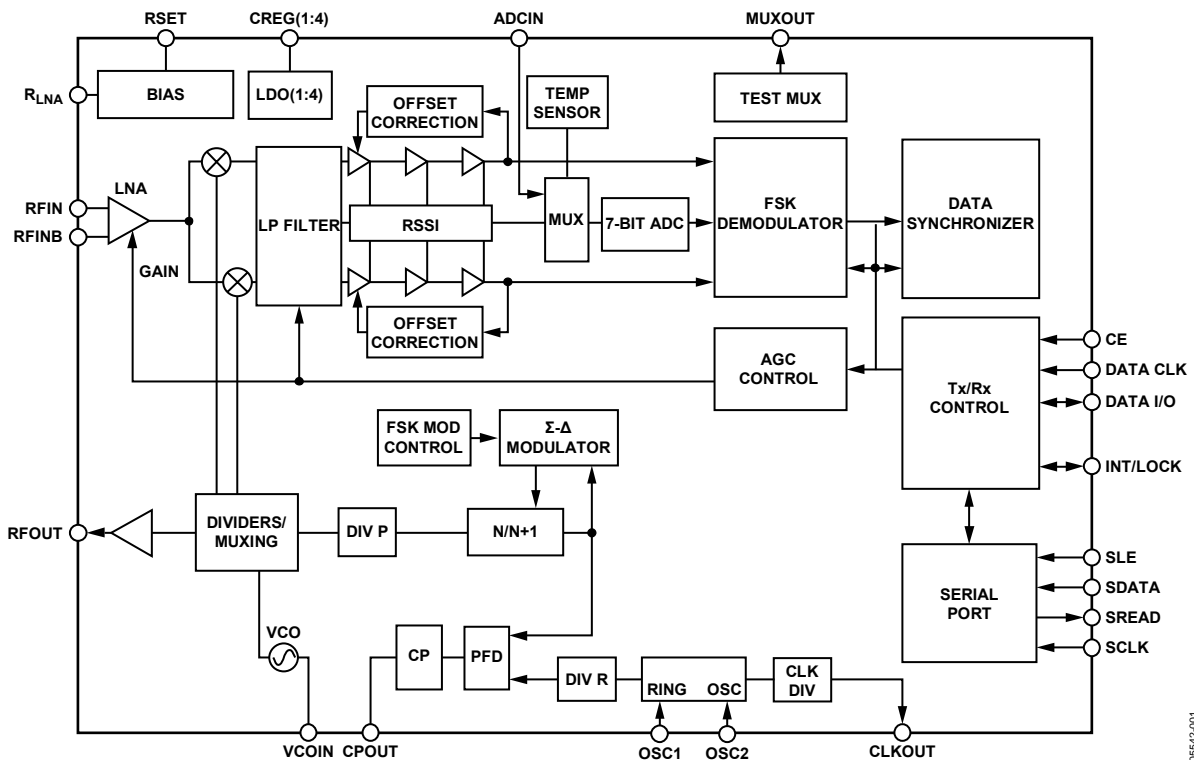 RSET
CREG(1:4)
ADCIN
MUXOUT
R LNA
BIAS
LDO(1:4)
OFFSET
CORRECTION
TEMP
SENSOR
TEST MUX
LNA
RFIN
RFINB
GAIN
LP FILTER
RSSI
MUX
7-BIT ADC
FSK
DEMODULATOR
DATA
SYNCHRONIZER
OFFSET
CORRECTION
AGC
CONTROL
Tx/Rx
CONTROL
CE
DATA CLK
DATA I/O
INT/LOCK
FSK MOD
CONTROL
Σ-Δ
MODULATOR
RFOUT
DIVIDERS/
MUXING
DIV P
N/N+1
SERIAL
PORT
SLE
SDATA
SREAD
SCLK
VCO
CP
PFD
DIV R
RING
OSC
CLK
DIV
VCOIN
CPOUT
OSC1
OSC2
CLKOUT
05542-001